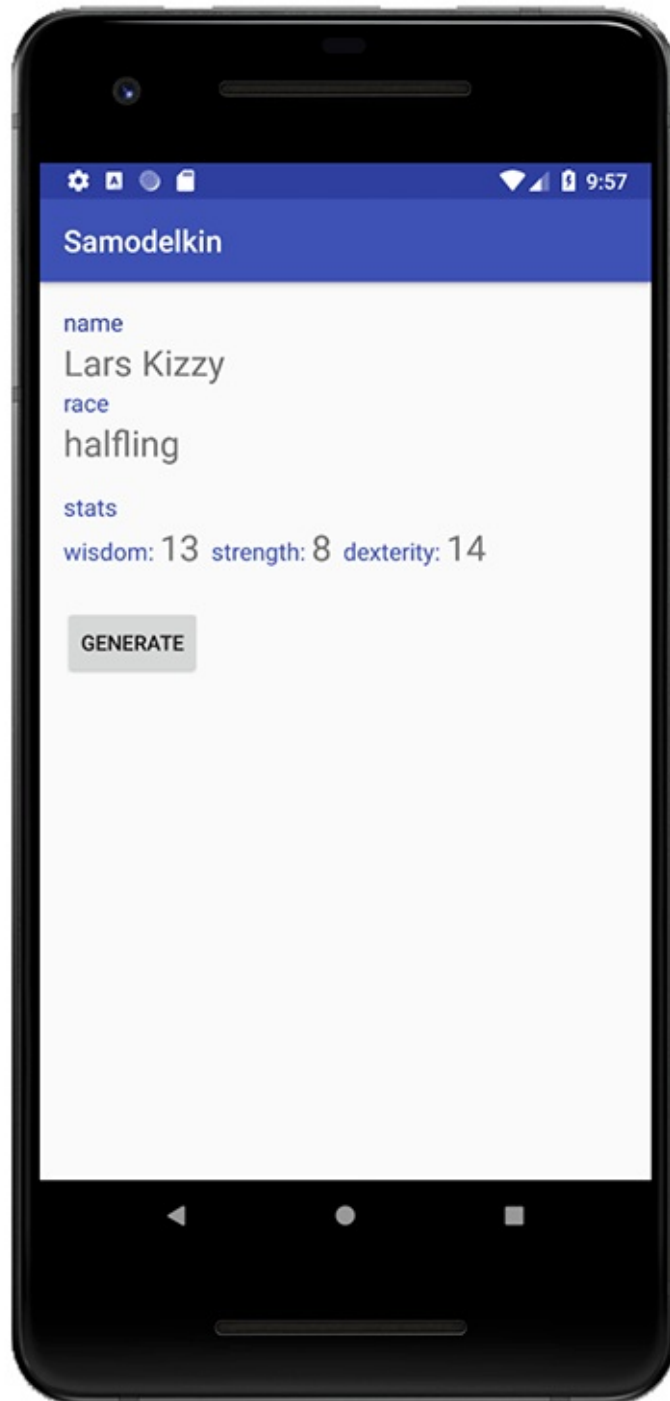 9:57
Samodelkin
name
Lars Kizzy
race
halfling
stats
wisdom: 13 strength: 8 dexterity: 14
GENERATE